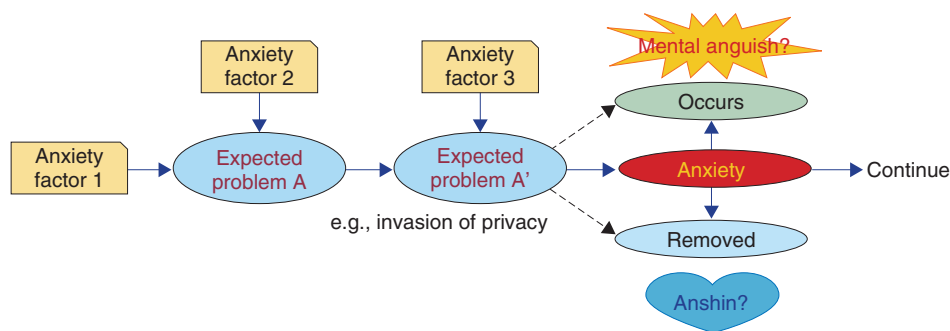 Mental anguish?
Anxiety
factor 2
Anxiety
factor 3
Occurs
Anxiety
factor 1
Expected
problem A
Expected
problem A’
Anxiety
Continue
e.g., invasion of privacy
Removed
Anshin?